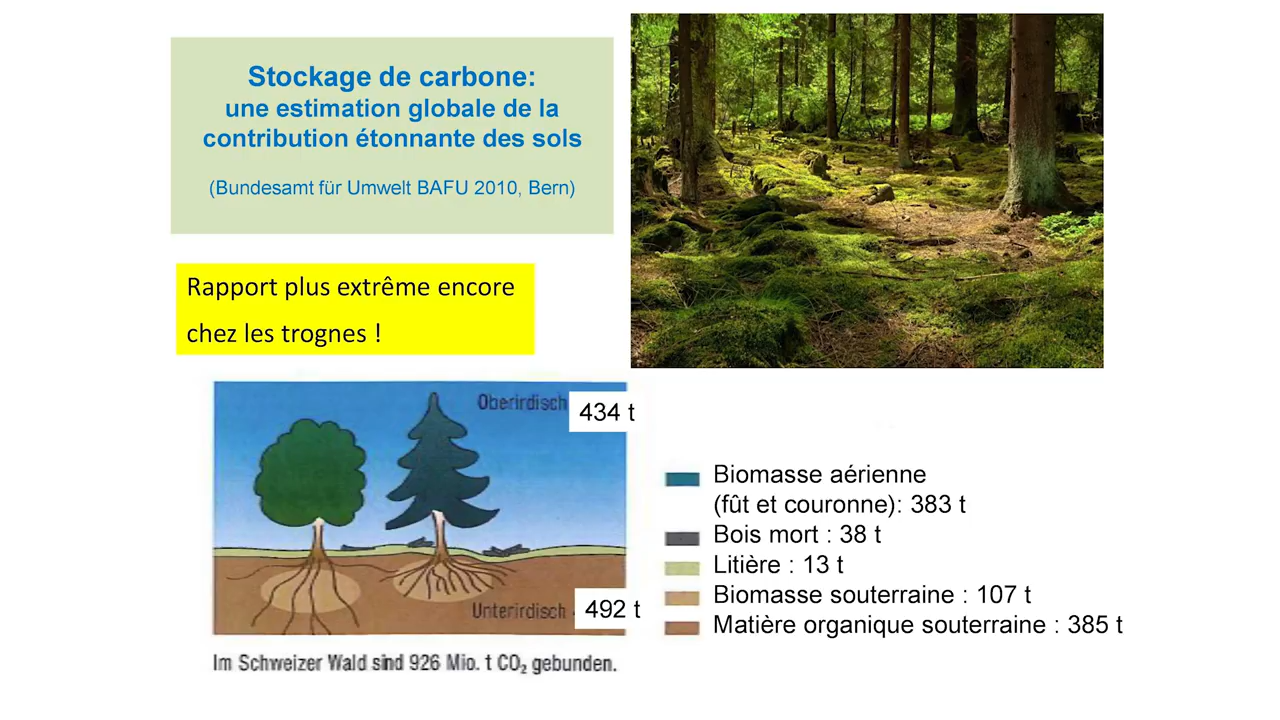 Stockage de carbone:
une estimation globale de la
contribution étonnante des sols
(Bundesamt für Umwelt BAFU 2010, Bern)
Rapport plus extrême encore
chez les trognes !
Oberirdisch 434 t
Unterirdisch 492 t
Im Schweizer Wald sind 926 Mio. t CO₂ gebunden.
Biomasse aérienne
(fût et couronne): 383 t
Bois mort : 38 t
Litière : 13 t
Biomasse souterraine : 107 t
Matière organique souterraine : 385 t